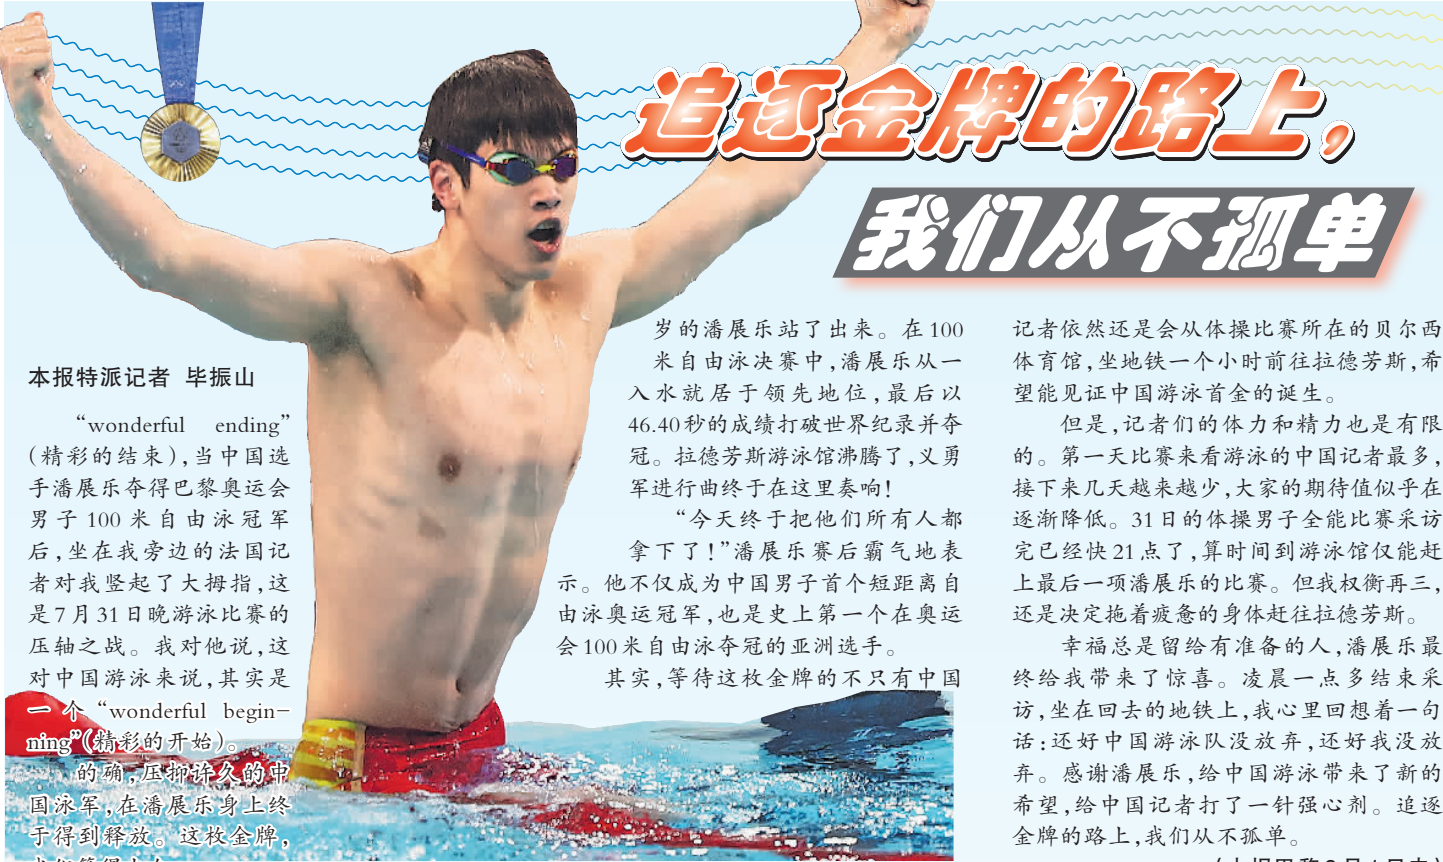 追逐金牌的路上，
我们从不孤单
本报特派记者 毕振山
“wonderful ending”
（精彩的结束），当中国选
手潘展乐夺得巴黎奥运会
男子100米自由泳冠军
后，坐在我旁边的法国记
者对我竖起了大拇指，这
是7月31日晚游泳比赛的
压轴之战。我对他说，这
对中国游泳来说，其实是
一个“wonderful begin-
ning”（精彩的开始）。
的确，压抑许久的中
国泳军，在潘展乐身上终
于得到释放。这枚金牌，
岁的潘展乐站了出来。在100
米自由泳决赛中，潘展乐从一
入水就居于领先地位，最后以
46.40秒的成绩打破世界纪录并夺
冠。拉德芳斯游泳馆沸腾了，义勇
军进行曲终于在这里奏响！
“今天终于把他们所有人都
拿下了！”潘展乐赛后霸气地表
示。他不仅成为中国男子首个短距离自
由泳奥运冠军，也是史上第一个在奥运
会100米自由泳夺冠的亚洲选手。
其实，等待这枚金牌的不只有中国
记者依然还是会从体操比赛所在的贝尔西
体育馆，坐地铁一个小时前往拉德芳斯，希
望能见证中国游泳首金的诞生。
但是，记者们的体力和精力也是有限
的。第一天比赛来看游泳的中国记者最多，
接下来几天越来越少，大家的期待值似乎在
逐渐降低。31日的体操男子全能比赛采访
完已经快21点了，算时间到游泳馆仅能赶
上最后一项潘展乐的比赛。但我权衡再三，
还是决定拖着疲惫的身体赶往拉德芳斯。
幸福总是留给有准备的人，潘展乐最
终给我带来了惊喜。凌晨一点多结束采
访，坐在回去的地铁上，我心里回想着一句
话：还好中国游泳队没放弃，还好我没放
弃。感谢潘展乐，给中国游泳带来了新的
希望，给中国记者打了一针强心剂。追逐
金牌的路上，我们从不孤单。